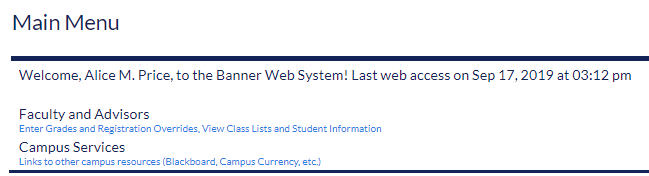 Main Menu
Welcome, Alice M. Price, to the Banner Web System! Last web access on Sep 17, 2019 at 03:12 pm
Faculty and Advisors
Enter Grades and Registration Overrides, View Class Lists and Student Information
Campus Services
Links to other campus resources (Blackboard, Campus Currency, etc.)